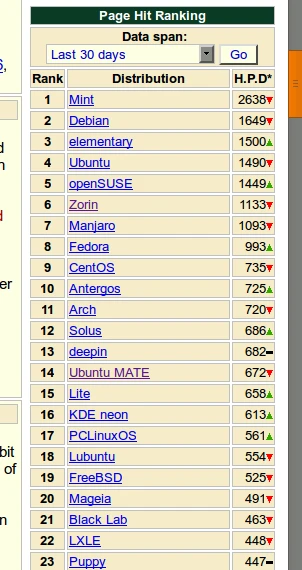 Page Hit Ranking
Data span:
Last 30 days Go
Rank Distribution H.P.D*
1 Mint 2638
2 Debian 1649
3 elementary 1500
4 Ubuntu 1490
5 openSUSE 1449
6 Zorin 1133
7 Manjaro 1093
8 Fedora 993
9 CentOS 735
10 Antergos 725
11 Arch 720
12 Solus 686
13 deepin 682
14 Ubuntu MATE 672
15 Lite 658
16 KDE neon 613
17 PCLinuxOS 561
18 Lubuntu 554
19 FreeBSD 525
20 Mageia 491
21 Black Lab 463
22 LXLE 448
23 Puppy 447
er
bit
of